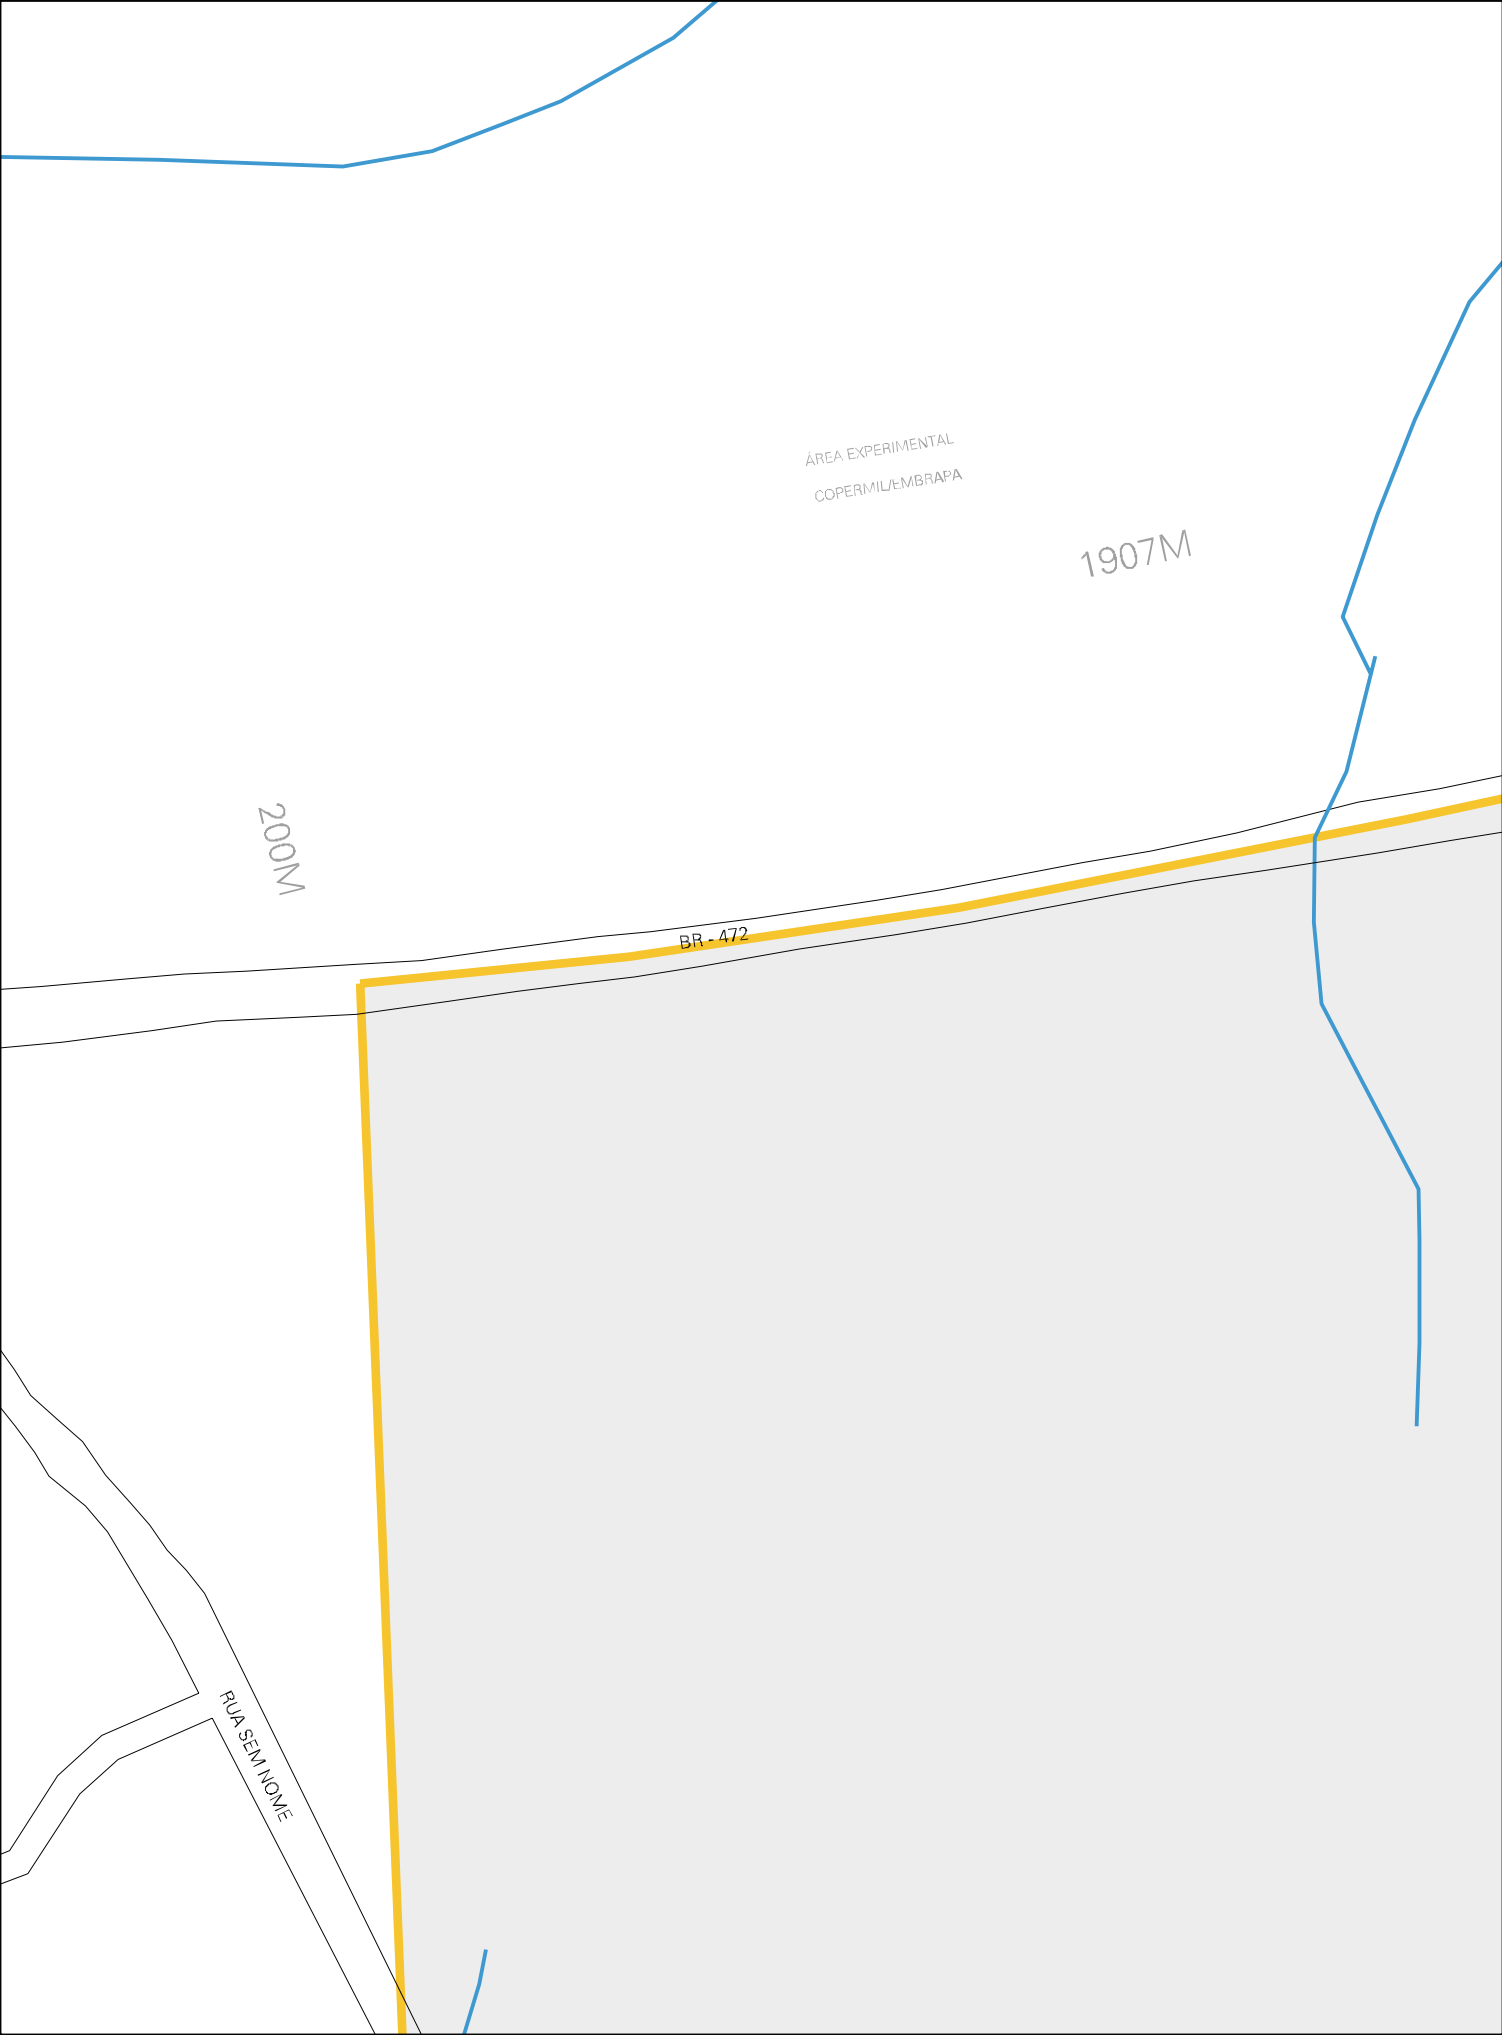 ÁREA EXPERIMENTAL
COPERMIL/EMBRAPA
1907M
200M
BR - 472
RUA SEM NOME